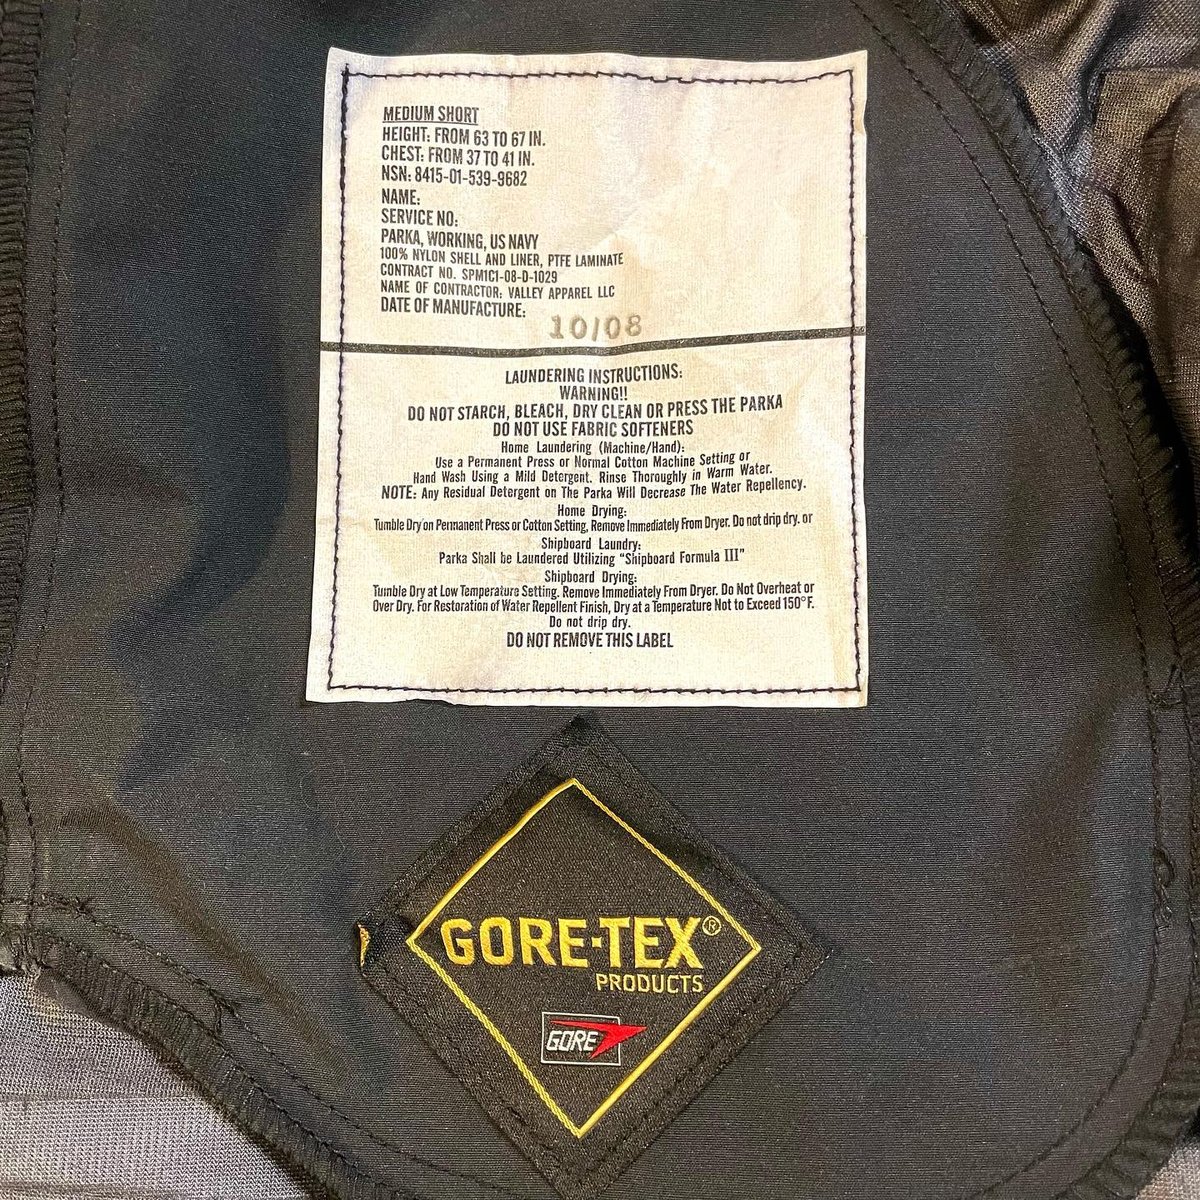 MEDIUM SHORT
HEIGHT: FROM 63 TO 67 IN.
CHEST: FROM 37 TO 41 IN.
NSN: 8415-01-539-9682
NAME:
SERVICE NO:
PARKA, WORKING, US NAVY
100% NYLON SHELL AND LINER, PTFE LAMINATE
CONTRACT NO. SPM1C1-08-D-1029
NAME OF CONTRACTOR: VALLEY APPAREL LLC
DATE OF MANUFACTURE:
10/08
LAUNDERING INSTRUCTIONS:
WARNING!!
DO NOT STARCH, BLEACH, DRY CLEAN OR PRESS THE PARKA
DO NOT USE FABRIC SOFTENERS
Home Laundering (Machine/Hand):
Use a Permanent Press or Normal Cotton Machine Setting or
Hand Wash Using a Mild Detergent. Rinse Thoroughly in Warm Water.
NOTE: Any Residual Detergent on The Parka Will Decrease The Water Repellency.
Home Drying:
Tumble Dry on Permanent Press or Cotton Setting, Remove Immediately From Dryer. Do not drip dry. or
Shipboard Laundry:
Parka Shall be Laundered Utilizing "Shipboard Formula III"
Shipboard Drying:
Tumble Dry at Low Temperature Setting. Remove Immediately From Dryer. Do Not Overheat or
Over Dry. For Restoration of Water Repellent Finish, Dry at a Temperature Not to Exceed 150°F.
Do not drip dry.
DO NOT REMOVE THIS LABEL
GORE-TEX®
PRODUCTS
GORE